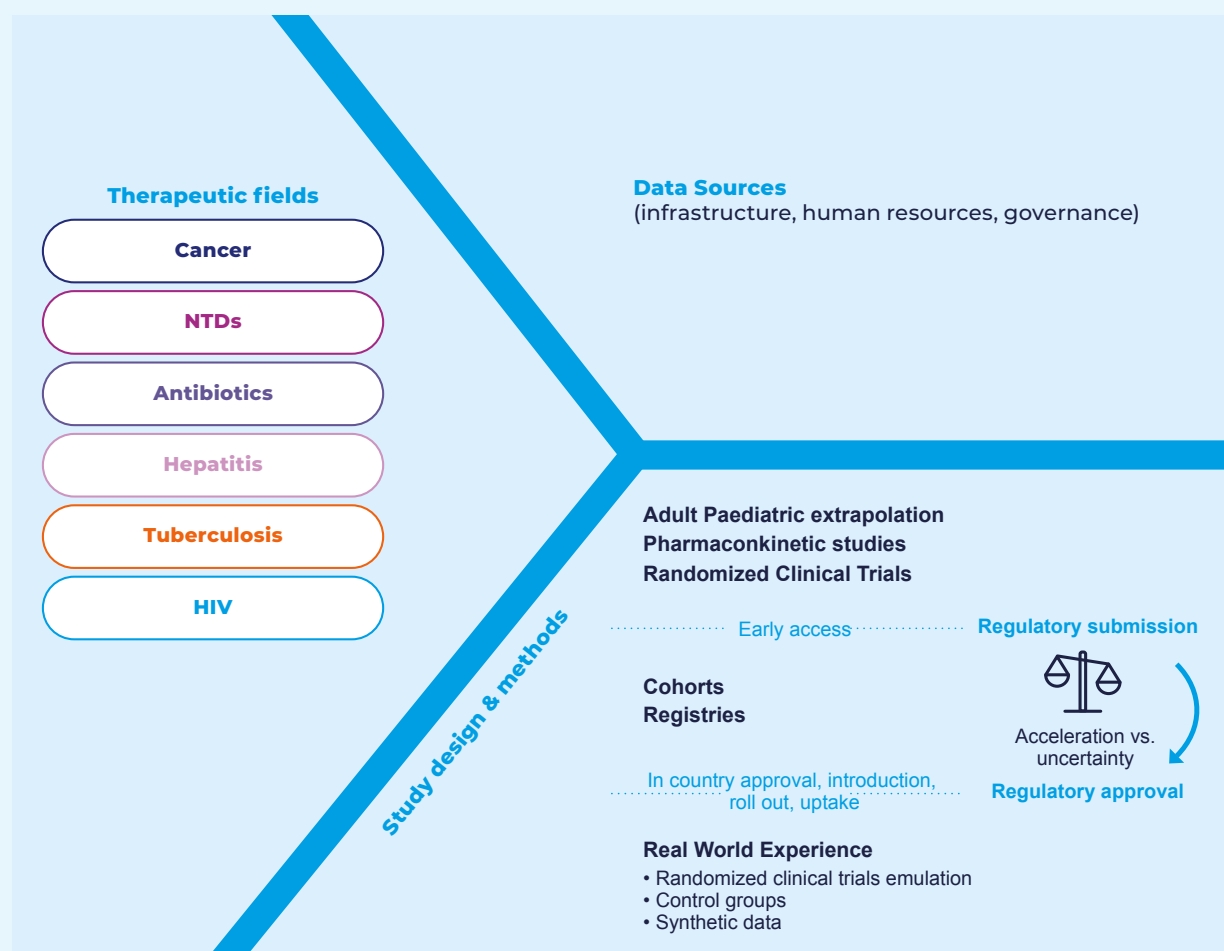 Therapeutic fields
Cancer
NTDs
Antibiotics
Hepatitis
Tuberculosis
HIV
Data Sources
(infrastructure, human resources, governance)
Study design & methods
Adult Paediatric extrapolation
Pharmaconkinetic studies
Randomized Clinical Trials
Early access
Regulatory submission
Cohorts
Registries
Acceleration vs.
uncertainty
In country approval, introduction,
roll out, uptake
Regulatory approval
Real World Experience
• Randomized clinical trials emulation
• Control groups
• Synthetic data